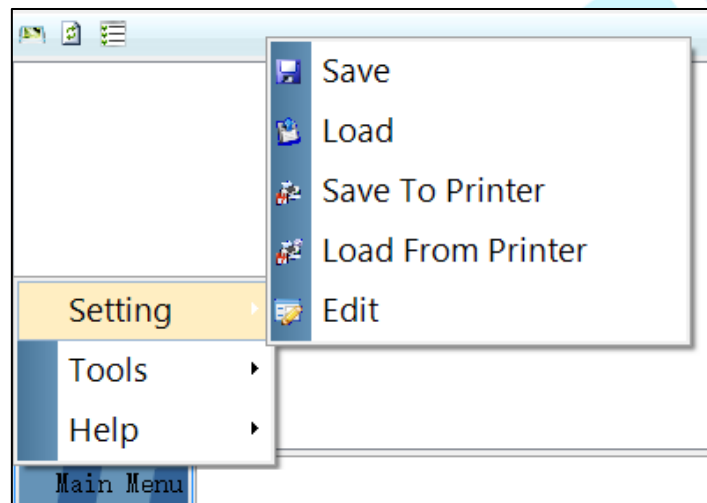 Save
Load
Save To Printer
Load From Printer
Setting
Edit
Tools
Help
Main Menu